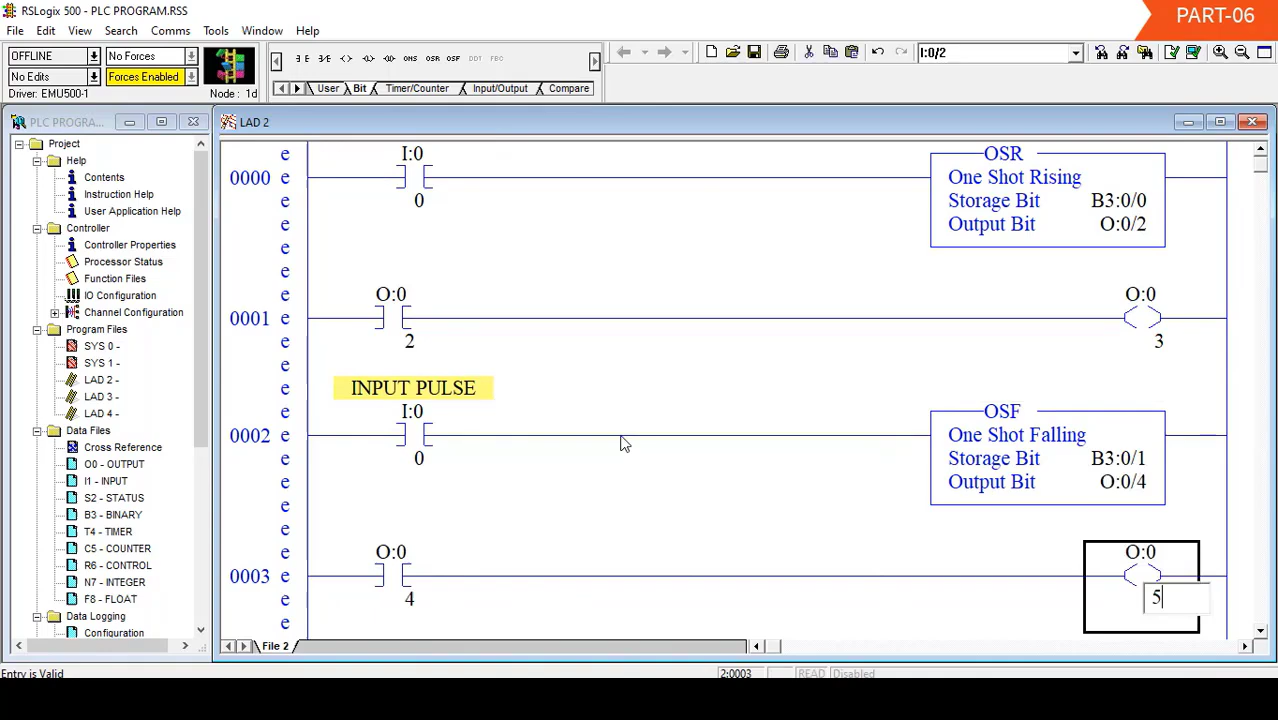 RSLogix 500 - PLC PROGRAM.RSS
PART-06
File Edit View Search Comms Tools Window Help
OFFLINE No Forces
No Edits Forces Enabled
Driver: EMU500-1 Node : 1d
ONS OSR OSF DDT FBC
User Bit Timer/Counter Input/Output Compare
I:0/2
PLC PROGRA...
Project
Help
Contents
Instruction Help
User Application Help
Controller
Controller Properties
Processor Status
Function Files
IO Configuration
Channel Configuration
Program Files
SYS 0 -
SYS 1 -
LAD 2 -
LAD 3 -
LAD 4 -
Data Files
Cross Reference
O0 - OUTPUT
I1 - INPUT
S2 - STATUS
B3 - BINARY
T4 - TIMER
C5 - COUNTER
R6 - CONTROL
N7 - INTEGER
F8 - FLOAT
Data Logging
Configuration
LAD 2
e I:0 OSR
0000 e One Shot Rising
e 0 Storage Bit B3:0/0
e Output Bit O:0/2
e
e
e O:0 O:0
0001 e
e 2 3
e
e INPUT PULSE
e I:0 OSF
0002 e One Shot Falling
e 0 Storage Bit B3:0/1
e Output Bit O:0/4
e
e
e O:0 O:0
0003 e
e 4 5
e
File 2
Entry is Valid 2:0003 READ Disabled